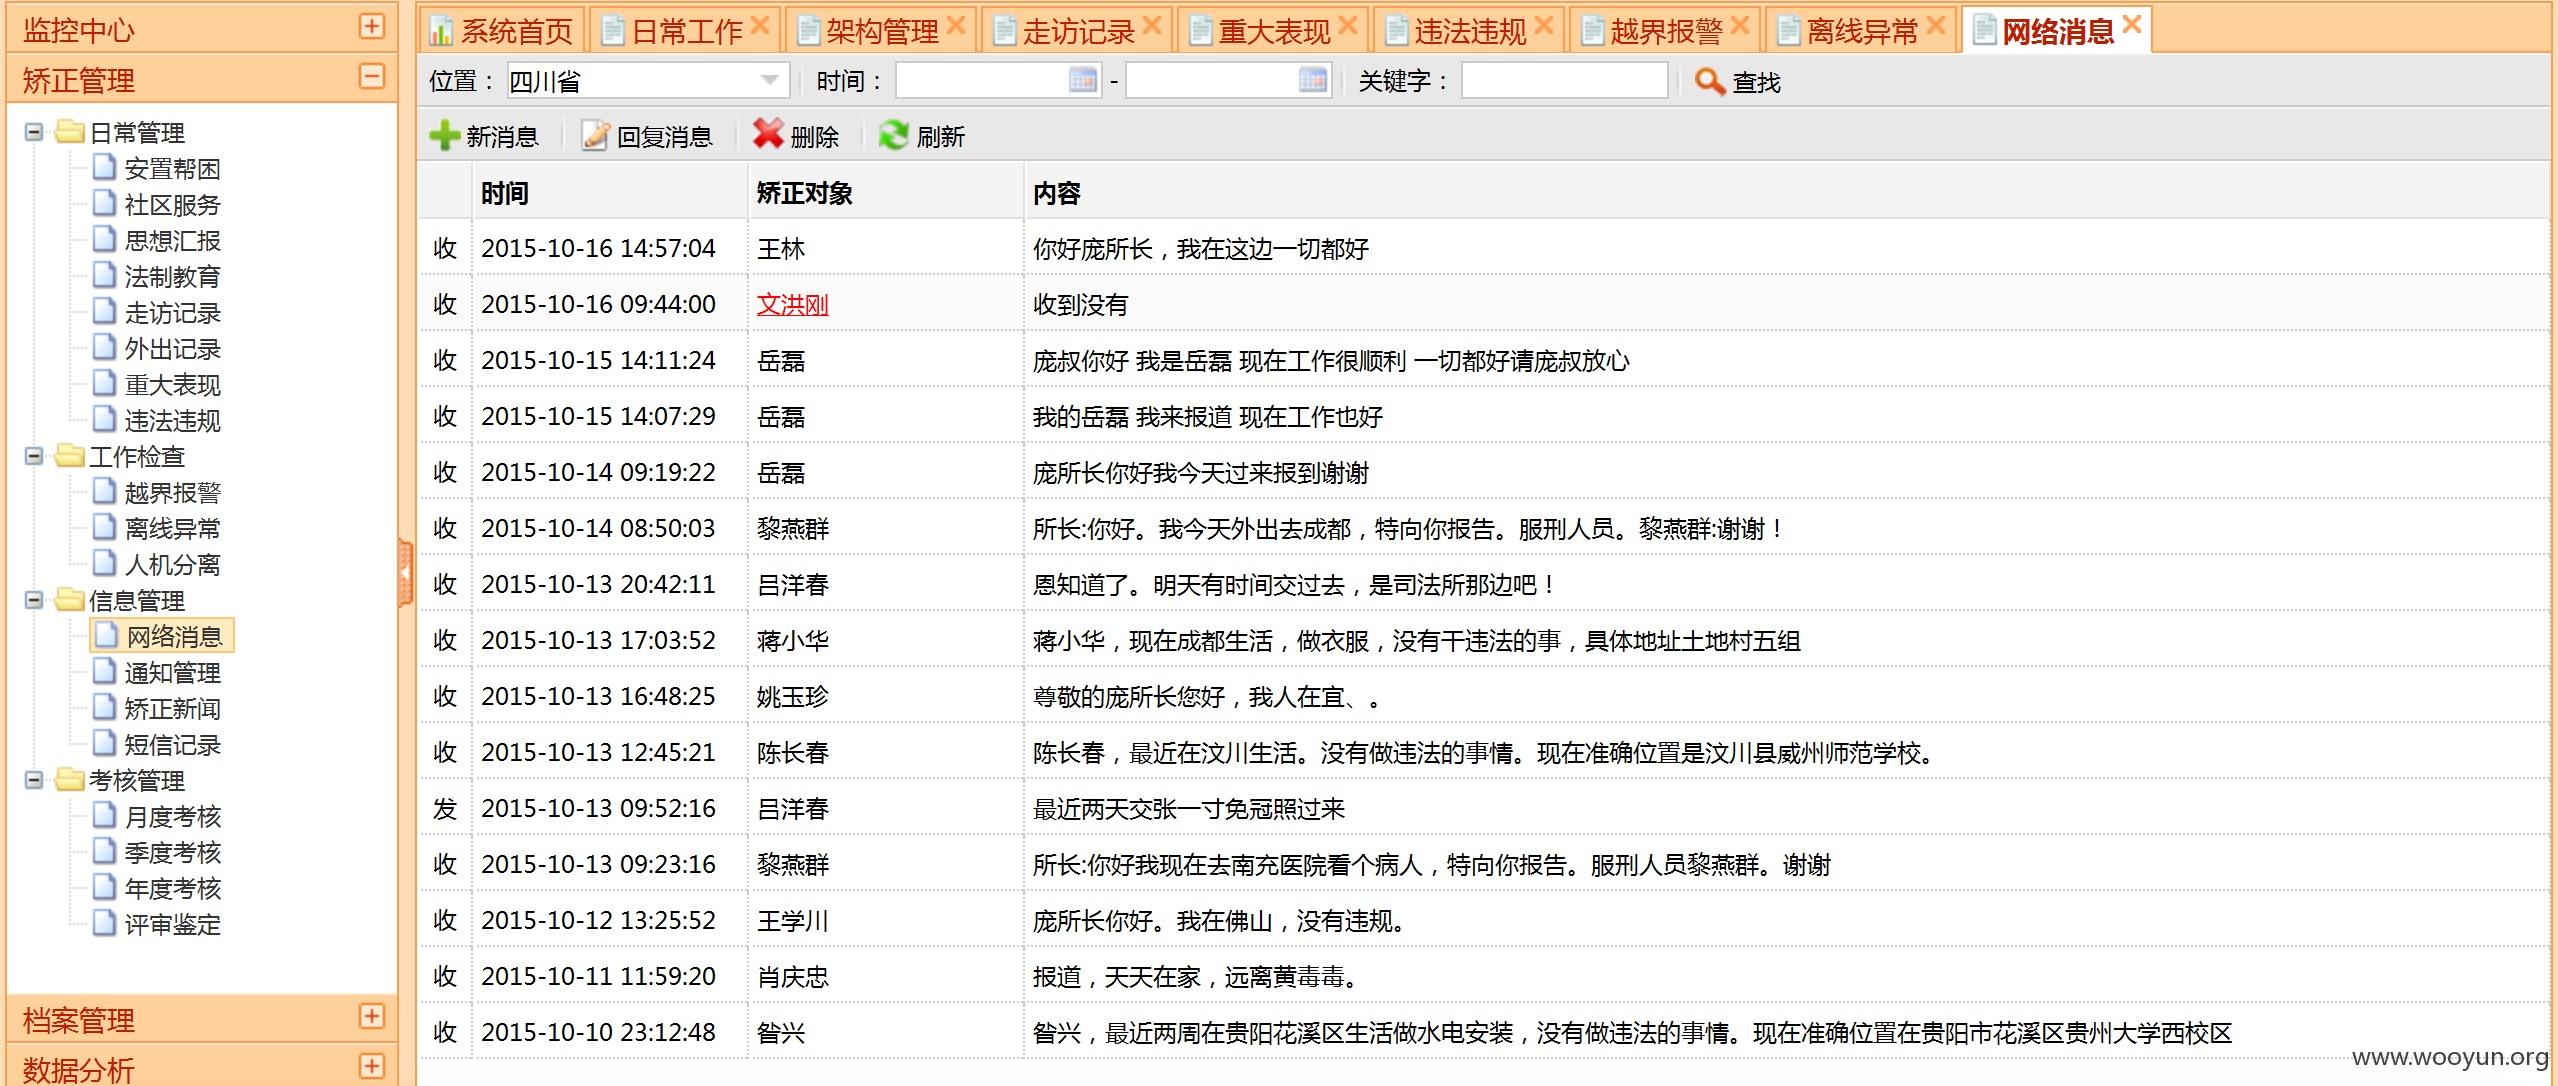 监控中心
矫正管理
日常管理
安置帮困
社区服务
思想汇报
法制教育
走访记录
外出记录
重大表现
违法违规
工作检查
越界报警
离线异常
人机分离
信息管理
网络消息
通知管理
矫正新闻
短信记录
考核管理
月度考核
季度考核
年度考核
评审鉴定
档案管理
数据分析
系统首页 日常工作 架构管理 走访记录 重大表现 违法违规 越界报警 离线异常 网络消息
位置： 四川省 时间： - 关键字： 查找
新消息 回复消息 删除 刷新
时间 矫正对象 内容
收 2015-10-16 14:57:04 王林 你好庞所长，我在这边一切都好
收 2015-10-16 09:44:00 文洪刚 收到没有
收 2015-10-15 14:11:24 岳磊 庞叔你好 我是岳磊 现在工作很顺利 一切都好请庞叔放心
收 2015-10-15 14:07:29 岳磊 我的岳磊 我来报道 现在工作也好
收 2015-10-14 09:19:22 岳磊 庞所长你好我今天过来报到谢谢
收 2015-10-14 08:50:03 黎燕群 所长:你好。我今天外出去成都，特向你报告。服刑人员。黎燕群:谢谢！
收 2015-10-13 20:42:11 吕洋春 恩知道了。明天有时间交过去，是司法所那边吧！
收 2015-10-13 17:03:52 蒋小华 蒋小华，现在成都生活，做衣服，没有干违法的事，具体地址土地村五组
收 2015-10-13 16:48:25 姚玉珍 尊敬的庞所长您好，我人在宜、。
收 2015-10-13 12:45:21 陈长春 陈长春，最近在汶川生活。没有做违法的事情。现在准确位置是汶川县威州师范学校。
发 2015-10-13 09:52:16 吕洋春 最近两天交张一寸免冠照过来
收 2015-10-13 09:23:16 黎燕群 所长:你好我现在去南充医院看个病人，特向你报告。服刑人员黎燕群。谢谢
收 2015-10-12 13:25:52 王学川 庞所长你好。我在佛山，没有违规。
收 2015-10-11 11:59:20 肖庆忠 报道，天天在家，远离黄毒毒。
收 2015-10-10 23:12:48 昝兴 昝兴，最近两周在贵阳花溪区生活做水电安装，没有做违法的事情。现在准确位置在贵阳市花溪区贵州大学西校区
www.wooyun.org